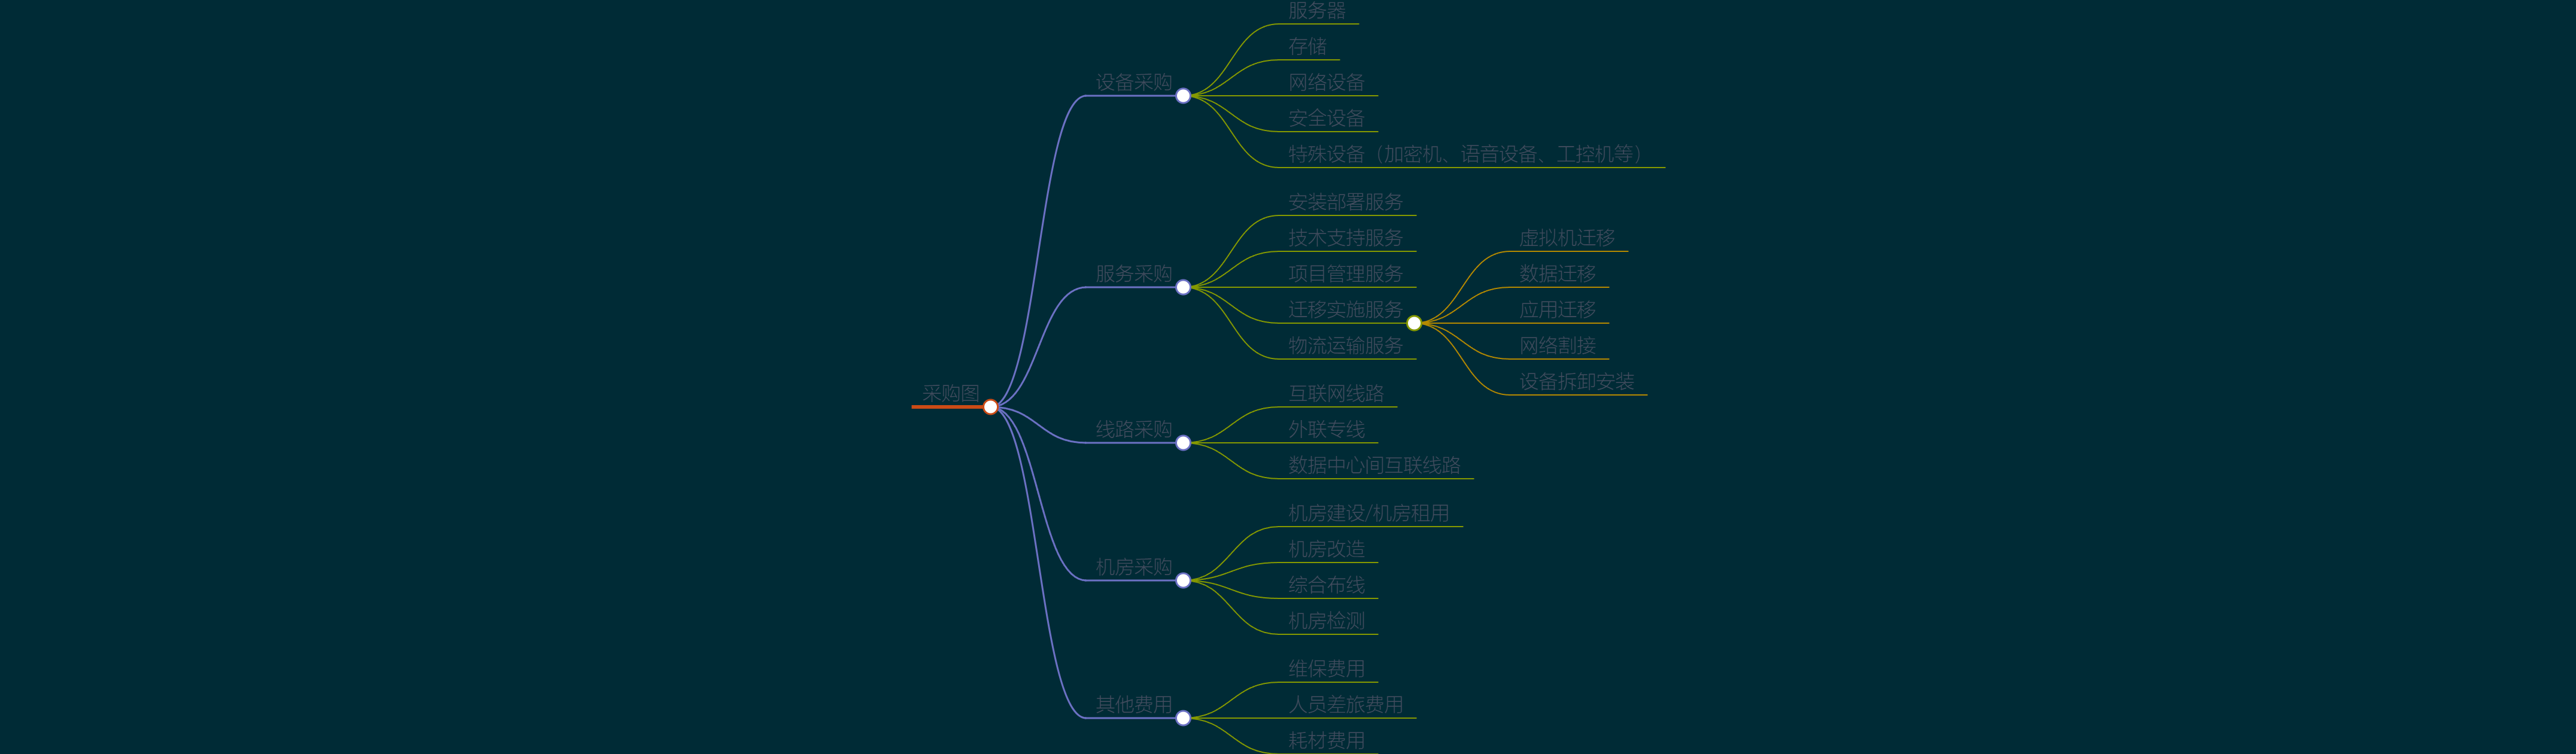 采购图
设备采购
服务器
存储
网络设备
安全设备
特殊设备（加密机、语音设备、工控机等）
服务采购
安装部署服务
技术支持服务
项目管理服务
迁移实施服务
虚拟机迁移
数据迁移
应用迁移
网络割接
设备拆卸安装
物流运输服务
线路采购
互联网线路
外联专线
数据中心间互联线路
机房采购
机房建设/机房租用
机房改造
综合布线
机房检测
其他费用
维保费用
人员差旅费用
耗材费用